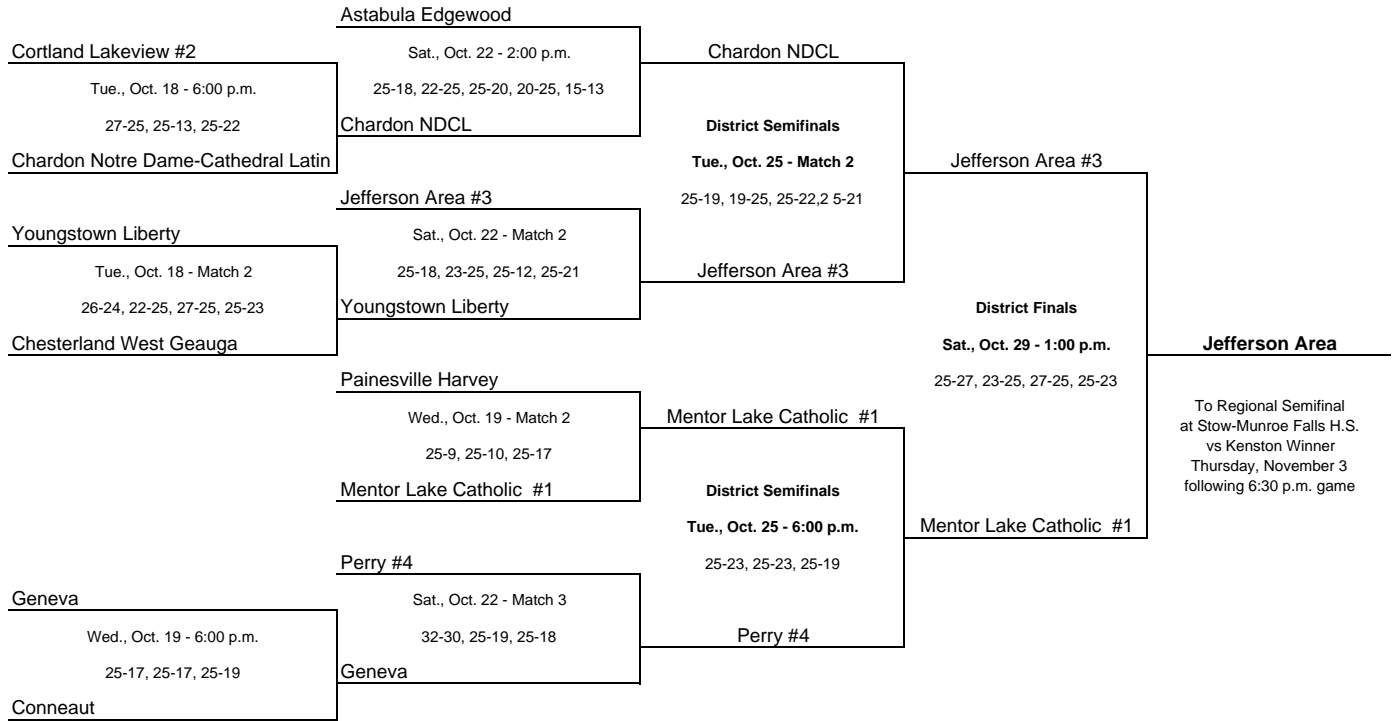 Astabula Edgewood
Cortland Lakeview #2
Sat., Oct. 22 - 2:00 p.m.
Chardon NDCL
Tue., Oct. 18 - 6:00 p.m.
25-18, 22-25, 25-20, 20-25, 15-13
27-25, 25-13, 25-22
Chardon NDCL
District Semifinals
Chardon Notre Dame-Cathedral Latin
Tue., Oct. 25 - Match 2
Jefferson Area #3
Jefferson Area #3
25-19, 19-25, 25-22,2 5-21
Youngstown Liberty
Sat., Oct. 22 - Match 2
Tue., Oct. 18 - Match 2
25-18, 23-25, 25-12, 25-21
Jefferson Area #3
26-24, 22-25, 27-25, 25-23
Youngstown Liberty
District Finals
Chesterland West Geauga
Sat., Oct. 29 - 1:00 p.m.
Jefferson Area
Painesville Harvey
25-27, 23-25, 27-25, 25-23
Wed., Oct. 19 - Match 2
Mentor Lake Catholic  #1
To Regional Semifinal
at Stow-Munroe Falls H.S.
vs Kenston Winner
Thursday, November 3
following 6:30 p.m. game
25-9, 25-10, 25-17
Mentor Lake Catholic  #1
District Semifinals
Tue., Oct. 25 - 6:00 p.m.
Mentor Lake Catholic  #1
Perry #4
25-23, 25-23, 25-19
Geneva
Sat., Oct. 22 - Match 3
Wed., Oct. 19 - 6:00 p.m.
32-30, 25-19, 25-18
Perry #4
25-17, 25-17, 25-19
Geneva
Conneaut